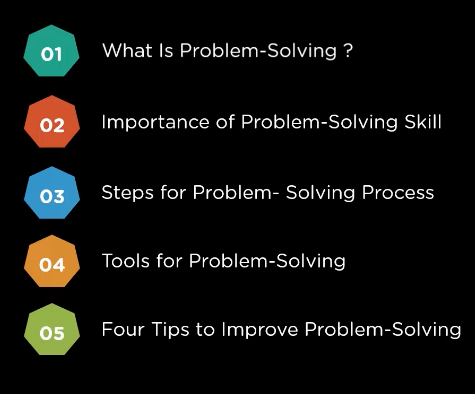 01 What Is Problem-Solving ?
02 Importance of Problem-Solving Skill
03 Steps for Problem- Solving Process
04 Tools for Problem-Solving
05 Four Tips to Improve Problem-Solving